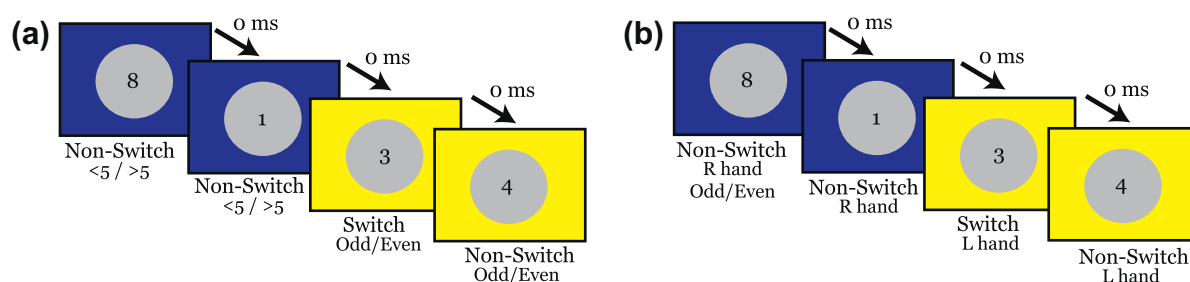 (a)
0 ms
8
Non-Switch
<5 / >5
0 ms
1
Non-Switch
<5 / >5
0 ms
3
Switch
Odd/Even
4
Non-Switch
Odd/Even
(b)
0 ms
8
Non-Switch
R hand
Odd/Even
0 ms
1
Non-Switch
R hand
0 ms
3
Switch
L hand
4
Non-Switch
L hand